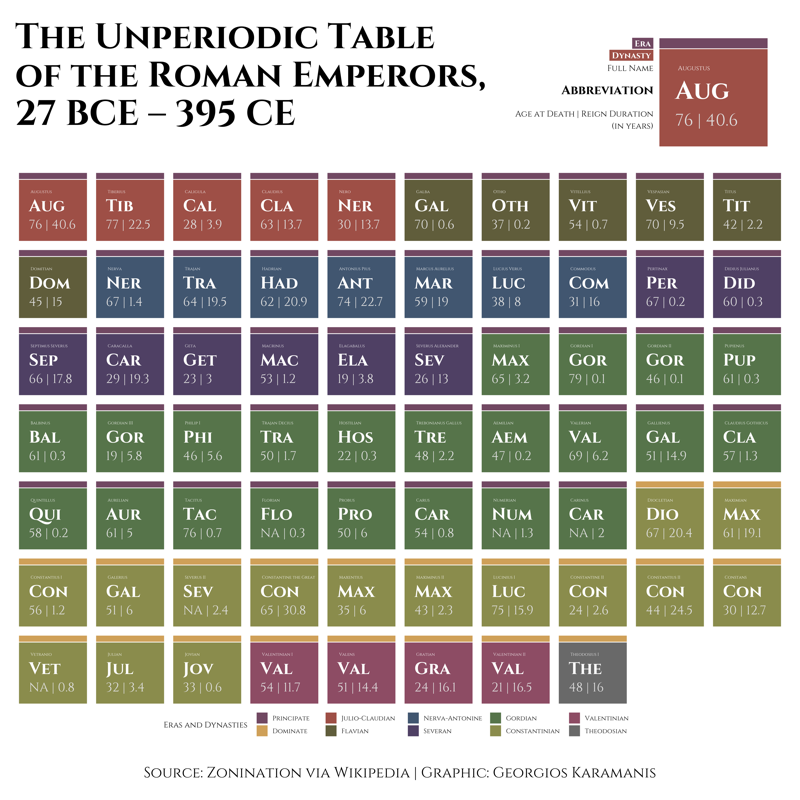 The Unperiodic Table
of the Roman Emperors,
27 BCE – 395 CE
Era
Dynasty
Full Name
Abbreviation
Age at Death | Reign Duration
(in years)
Augustus
Aug
76 | 40.6
Augustus Tiberius Caligula Claudius Nero Galba Otho Vitellius Vespasian Titus
Aug Tib Cal Cla Ner Gal Oth Vit Ves Tit
76 | 40.6 77 | 22.5 28 | 3.9 63 | 13.7 30 | 13.7 70 | 0.6 37 | 0.2 54 | 0.7 70 | 9.5 42 | 2.2
Domitian Nerva Trajan Hadrian Antonius Pius Marcus Aurelius Lucius Verus Commodus Pertinax Didius Julianus
Dom Ner Tra Had Ant Mar Luc Com Per Did
45 | 15 67 | 1.4 64 | 19.5 62 | 20.9 74 | 22.7 59 | 19 38 | 8 31 | 16 67 | 0.2 60 | 0.3
Septimus Severus Caracalla Geta Macrinus Elagabalus Severus Alexander Maximinus I Gordian I Gordian II Pupienus
Sep Car Get Mac Ela Sev Max Gor Gor Pup
66 | 17.8 29 | 19.3 23 | 3 53 | 1.2 19 | 3.8 26 | 13 65 | 3.2 79 | 0.1 46 | 0.1 61 | 0.3
Balbinus Gordian III Philip I Trajan Decius Hostilian Trebonianus Gallus Aemilian Valerian Gallienus Claudius Gothicus
Bal Gor Phi Tra Hos Tre Aem Val Gal Cla
61 | 0.3 19 | 5.8 46 | 5.6 50 | 1.7 22 | 0.3 48 | 2.2 47 | 0.2 69 | 6.2 51 | 14.9 57 | 1.3
Quintillus Aurelian Tacitus Florian Probus Carus Numerian Carinus Diocletian Maximian
Qui Aur Tac Flo Pro Car Num Car Dio Max
58 | 0.2 61 | 5 76 | 0.7 NA | 0.3 50 | 6 54 | 0.8 NA | 1.3 NA | 2 67 | 20.4 61 | 19.1
Constantius I Galerius Severus II Constantine the Great Maxentius Maximinus II Licinius I Constantine II Constantius II Constans
Con Gal Sev Con Max Max Luc Con Con Con
56 | 1.2 51 | 6 NA | 2.4 65 | 30.8 35 | 6 43 | 2.3 75 | 15.9 24 | 2.6 44 | 24.5 30 | 12.7
Vetranio Julian Jovian Valentinian I Valens Gratian Valentinian II Theodosius I
Vet Jul Jov Val Val Gra Val The
NA | 0.8 32 | 3.4 33 | 0.6 54 | 11.7 51 | 14.4 24 | 16.1 21 | 16.5 48 | 16
Eras and Dynasties
Principate Julio-Claudian Nerva-Antonine Gordian Valentinian
Dominate Flavian Severan Constantinian Theodosian
Source: Zonination via Wikipedia | Graphic: Georgios Karamanis